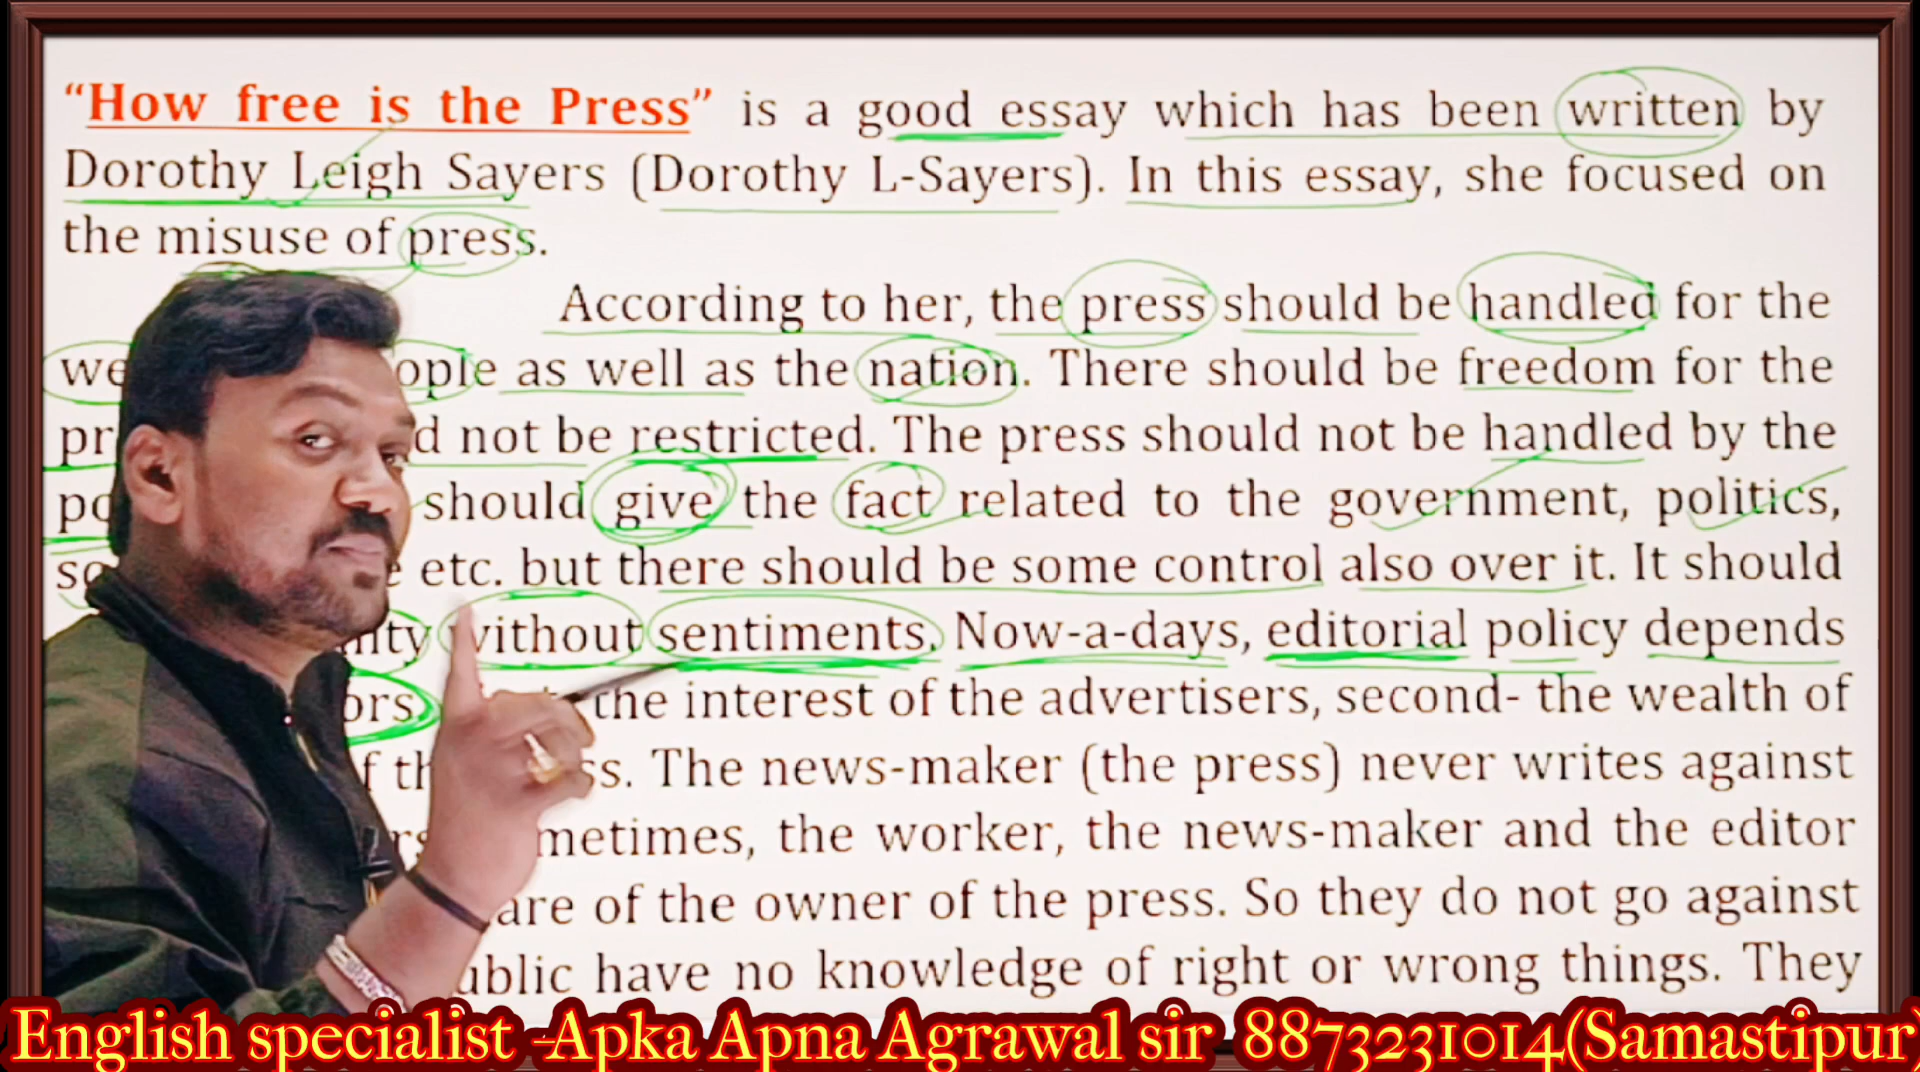 “How free is the Press” is a good essay which has been written by
Dorothy Leigh Sayers (Dorothy L-Sayers). In this essay, she focused on
the misuse of press.
According to her, the press should be handled for the
as well as the nation. There should be freedom for the
not be restricted. The press should not be handled by the
should give the fact related to the government, politics,
etc. but there should be some control also over it. It should
without sentiments. Now-a-days, editorial policy depends
the interest of the advertisers, second- the wealth of
The news-maker (the press) never writes against
the worker, the news-maker and the editor
of the owner of the press. So they do not go against
have no knowledge of right or wrong things. They
English specialist -Apka Apna Agrawal sir 8873231014(Samastipur)